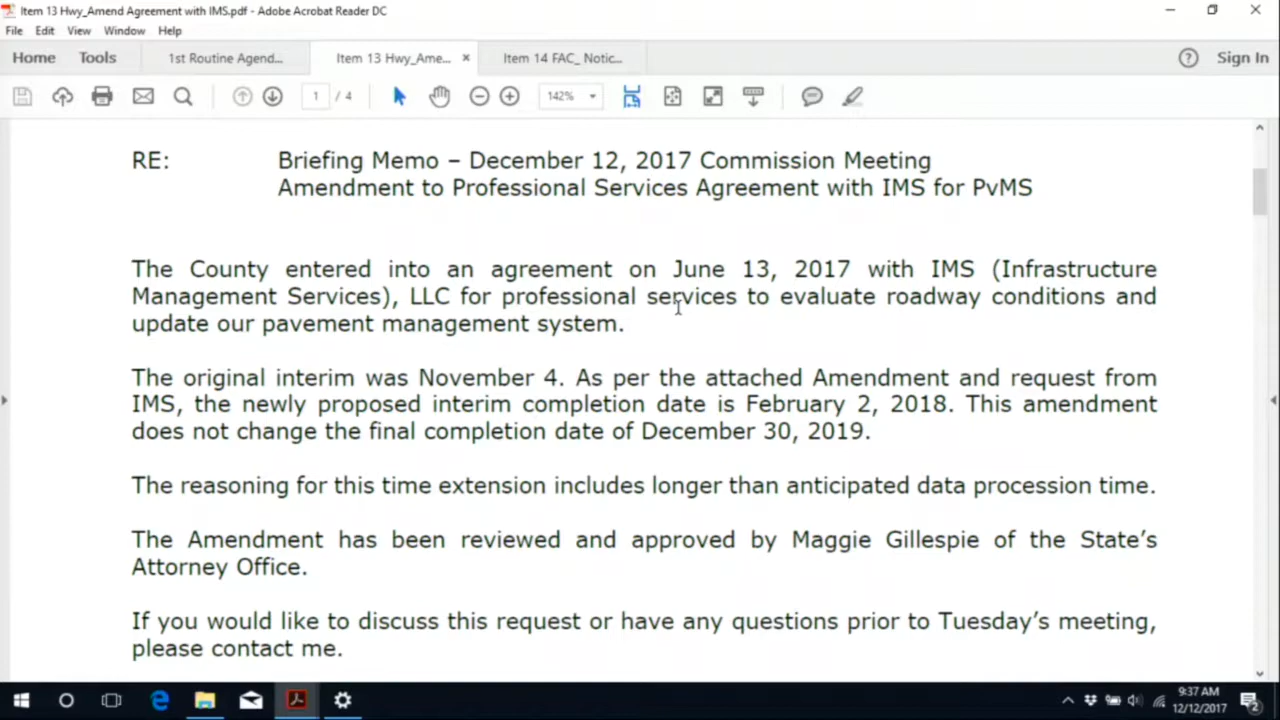 Item 13 Hwy_Amend Agreement with IMS.pdf - Adobe Acrobat Reader DC
File Edit View Window Help
Home Tools 1st Routine Agend... Item 13 Hwy_Ame... × Item 14 FAC_ Notic... Sign In
1 / 4 142%
RE: Briefing Memo – December 12, 2017 Commission Meeting
Amendment to Professional Services Agreement with IMS for PvMS
The County entered into an agreement on June 13, 2017 with IMS (Infrastructure
Management Services), LLC for professional services to evaluate roadway conditions and
update our pavement management system.
The original interim was November 4. As per the attached Amendment and request from
IMS, the newly proposed interim completion date is February 2, 2018. This amendment
does not change the final completion date of December 30, 2019.
The reasoning for this time extension includes longer than anticipated data procession time.
The Amendment has been reviewed and approved by Maggie Gillespie of the State's
Attorney Office.
If you would like to discuss this request or have any questions prior to Tuesday's meeting,
please contact me.
9:37 AM
12/12/2017
2